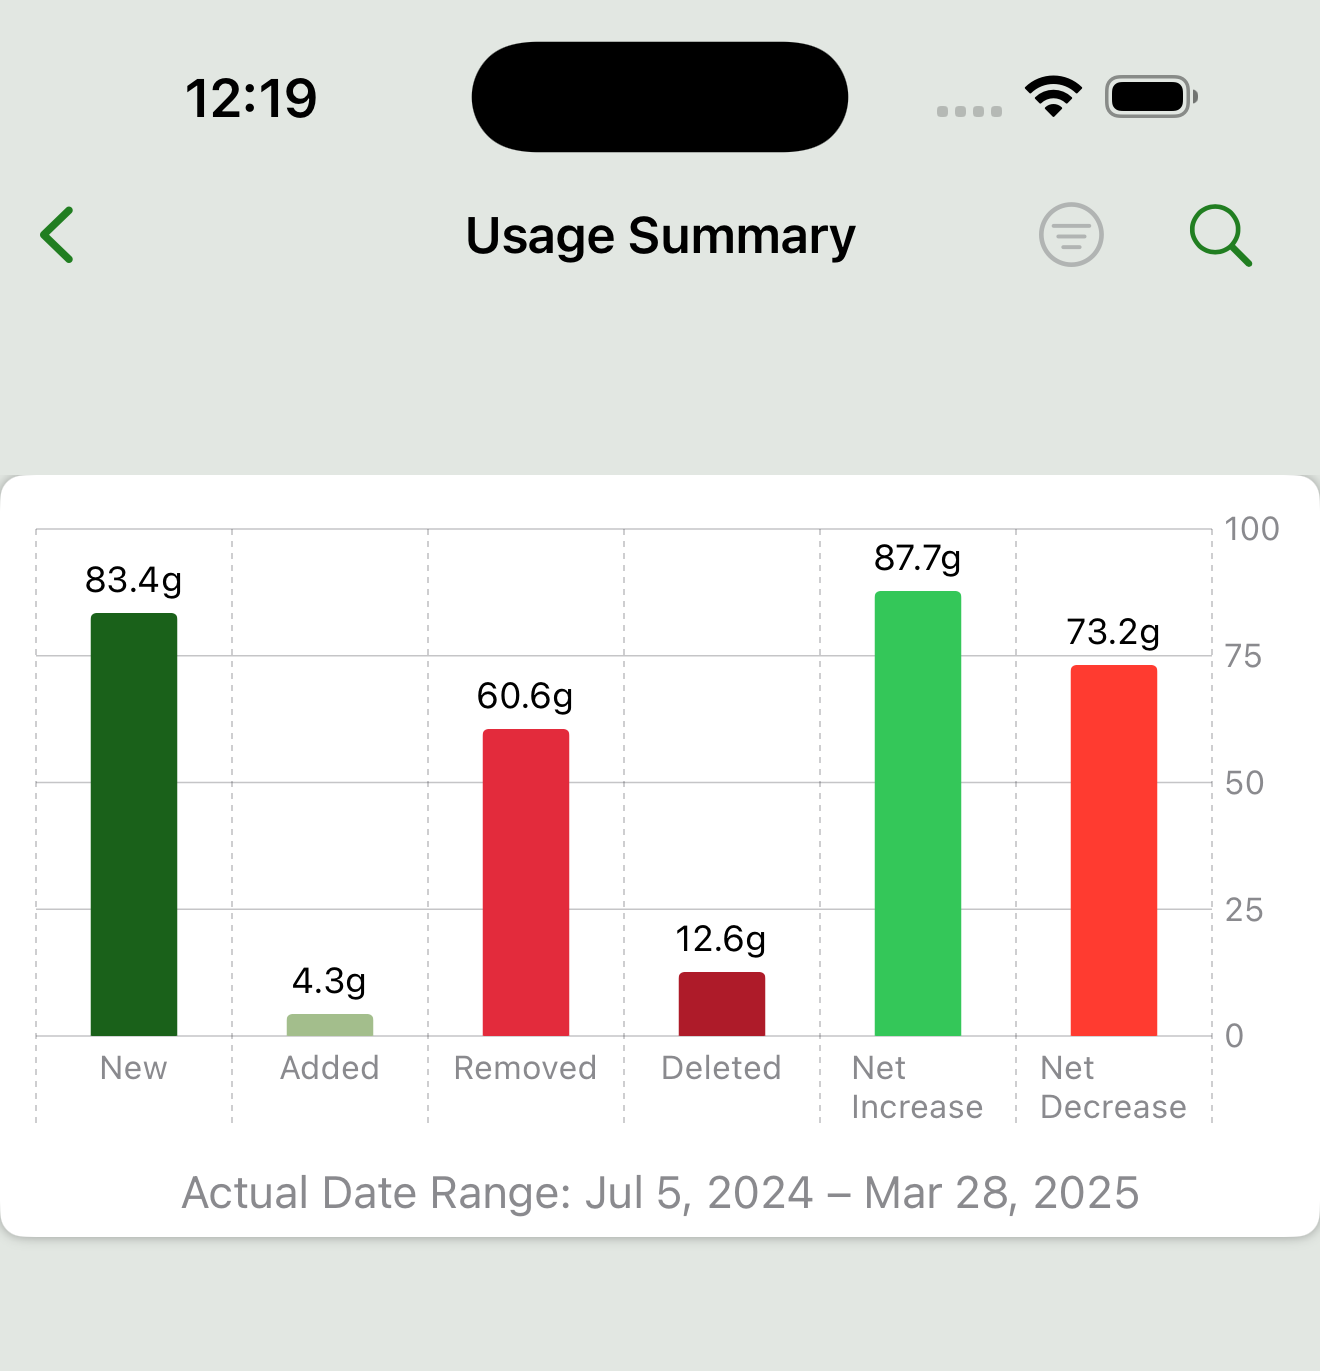 12:19
Usage Summary
100
83.4g
87.7g
73.2g
75
60.6g
50
12.6g
25
4.3g
0
New
Added
Removed
Deleted
Net
Increase
Net
Decrease
Actual Date Range: Jul 5, 2024 – Mar 28, 2025